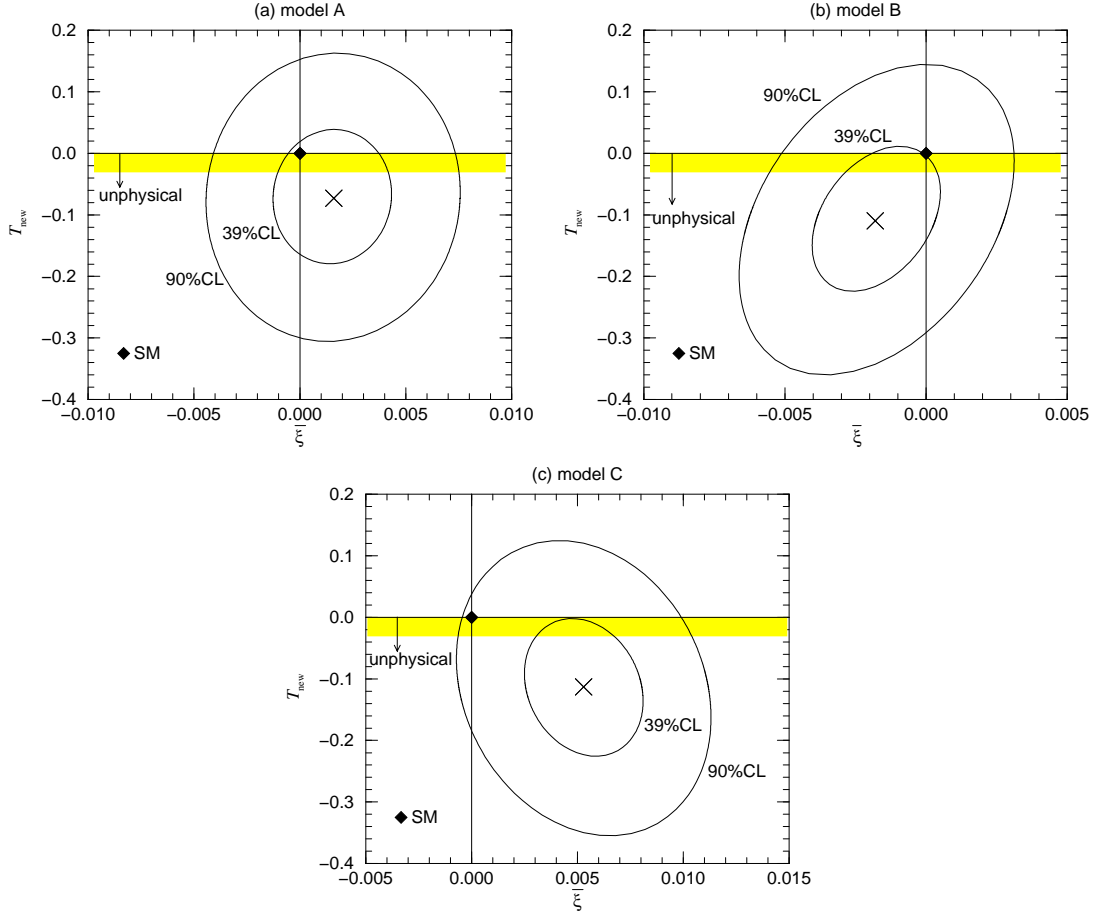 (a) model A
0.2
0.1
0.0
−0.1
−0.2
−0.3
−0.4
T_new
90%CL
39%CL
unphysical
39%CL
90%CL
SM
−0.010
−0.005
0.000
0.005
0.010
ξ̅
(b) model B
0.2
0.1
0.0
−0.1
−0.2
−0.3
−0.4
T_new
90%CL
39%CL
unphysical
SM
−0.010
−0.005
0.000
0.005
ξ̅
(c) model C
0.2
0.1
0.0
−0.1
−0.2
−0.3
−0.4
T_new
unphysical
39%CL
90%CL
SM
−0.005
0.000
0.005
0.010
0.015
ξ̅